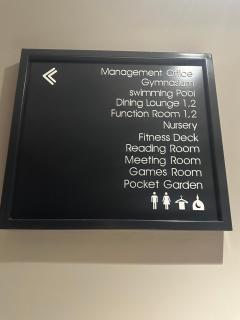 Management Office
Gymnasium
swimming Pool
Dining Lounge 1,2
Function Room 1,2
Nursery
Fitness Deck
Reading Room
Meeting Room
Games Room
Pocket Garden